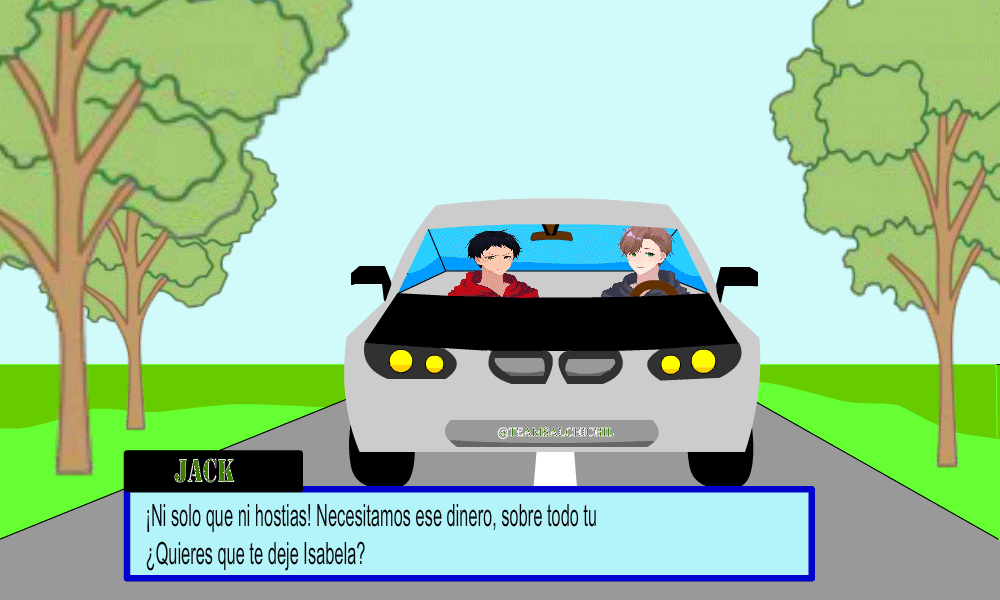 JACK
¡Ni solo que ni hostias! Necesitamos ese dinero, sobre todo tu
¿Quieres que te deje Isabela?